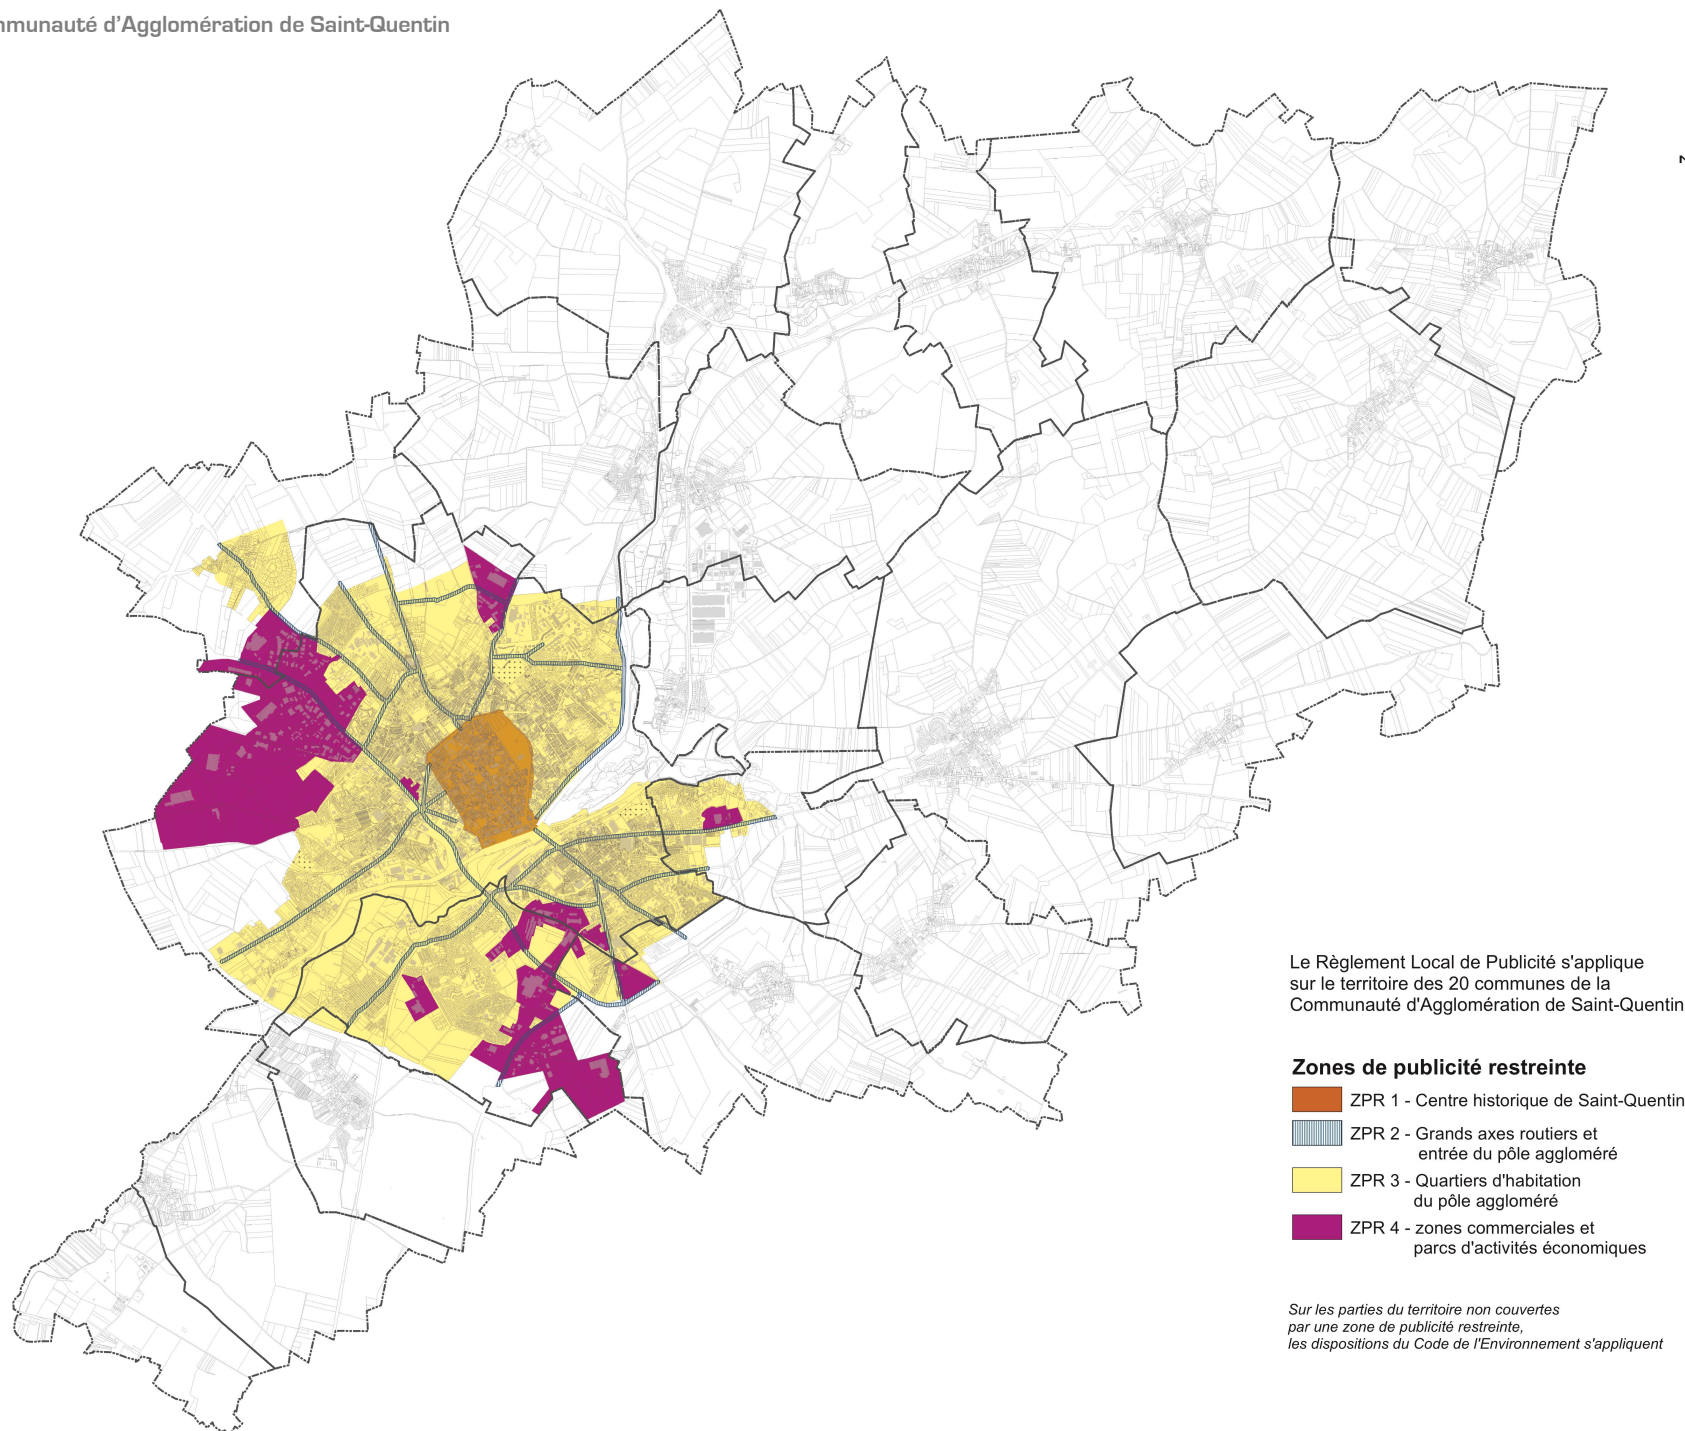 d'Agglomération de Saint-Quentin
Le Règlement Local de Publicité s'applique
sur le territoire des 20 communes de la
Communauté d'Agglomération de Saint-Quentin
Zones de publicité restreinte
ZPR 1 - Centre historique de Saint-Quentin
ZPR 2 - Grands axes routiers et
entrée du pôle aggloméré
ZPR 3 - Quartiers d'habitation
du pôle aggloméré
ZPR 4 - zones commerciales et
parcs d'activités économiques
Sur les parties du territoire non couvertes
par une zone de publicité restreinte,
les dispositions du Code de l'Environnement s'appliquent